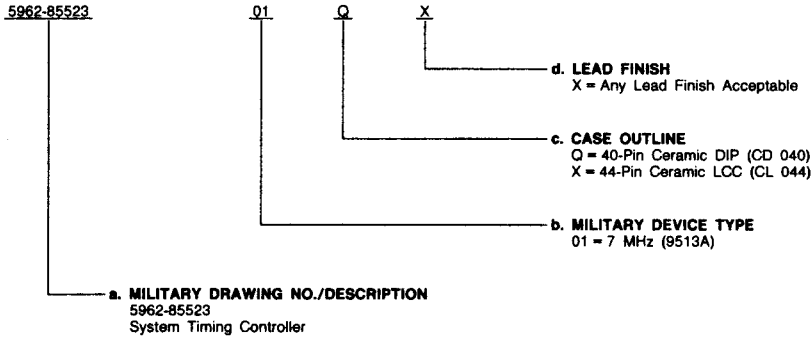 5962-85523 01 Q X
d. LEAD FINISH
X = Any Lead Finish Acceptable
c. CASE OUTLINE
Q = 40-Pin Ceramic DIP (CD 040)
X = 44-Pin Ceramic LCC (CL 044)
b. MILITARY DEVICE TYPE
01 = 7 MHz (9513A)
a. MILITARY DRAWING NO./DESCRIPTION
5962-85523
System Timing Controller